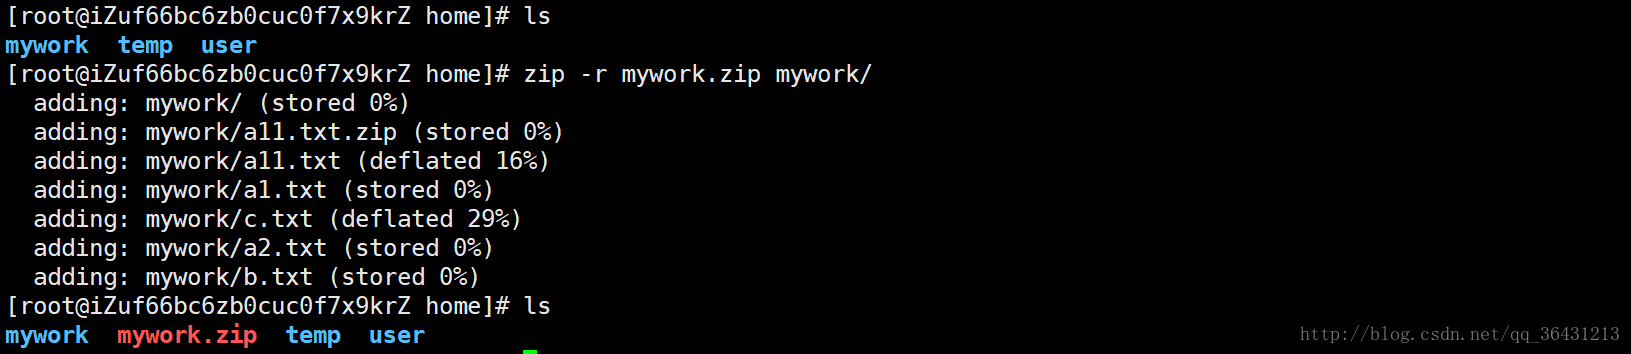 [root@iZuf66bc6zb0cuc0f7x9krZ home]# ls
mywork  temp  user
[root@iZuf66bc6zb0cuc0f7x9krZ home]# zip -r mywork.zip mywork/
  adding: mywork/ (stored 0%)
  adding: mywork/a11.txt.zip (stored 0%)
  adding: mywork/a11.txt (deflated 16%)
  adding: mywork/a1.txt (stored 0%)
  adding: mywork/c.txt (deflated 29%)
  adding: mywork/a2.txt (stored 0%)
  adding: mywork/b.txt (stored 0%)
[root@iZuf66bc6zb0cuc0f7x9krZ home]# ls
mywork  mywork.zip  temp  user
http://blog.csdn.net/qq_36431213